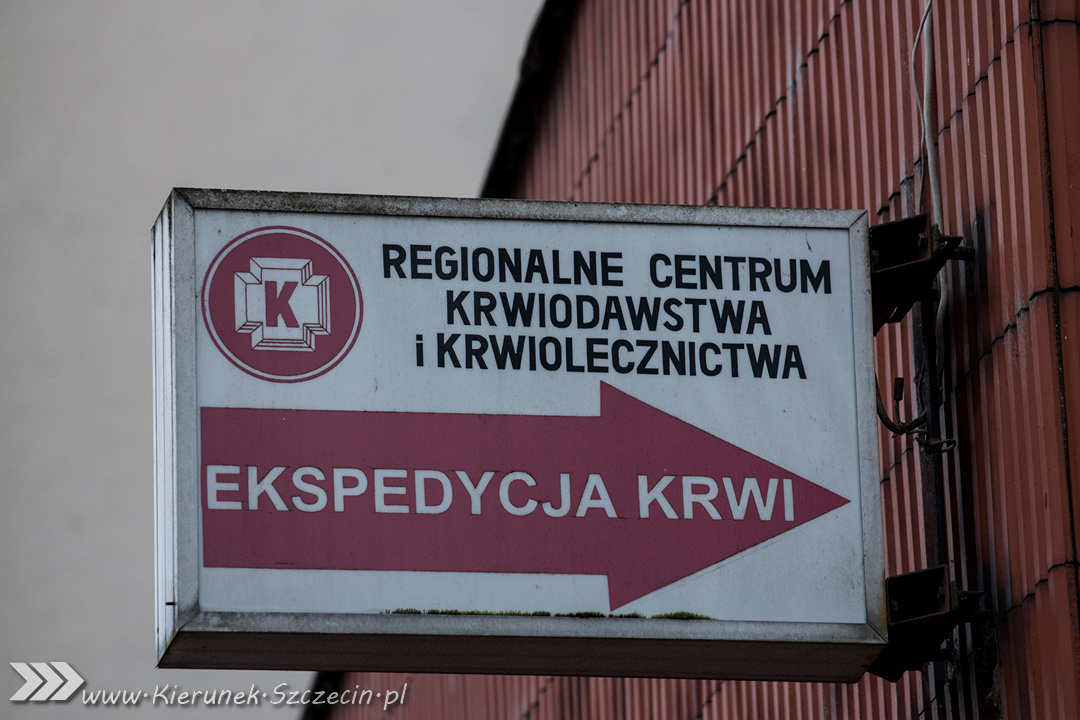 K
REGIONALNE CENTRUM
KRWIODAWSTWA
i KRWIOLECZNICTWA
EKSPEDYCJA KRWI
www.Kierunek.Szczecin.pl